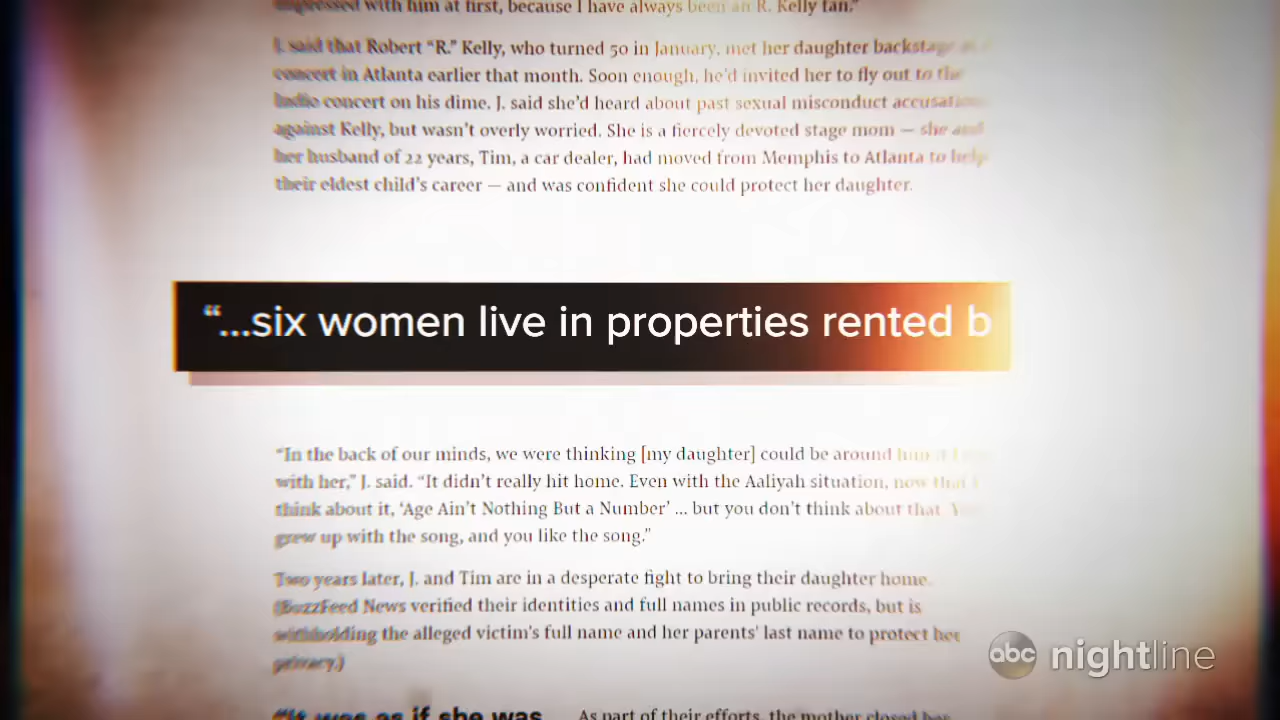 impressed with him at first, because I have always been an R. Kelly fan.”
J. said that Robert “R.” Kelly, who turned 50 in January, met her daughter backstage
concert in Atlanta earlier that month. Soon enough, he’d invited her to fly out to the
Indio concert on his dime. J. said she’d heard about past sexual misconduct accusations
against Kelly, but wasn’t overly worried. She is a fiercely devoted stage mom — she and
her husband of 22 years, Tim, a car dealer, had moved from Memphis to Atlanta to help
their eldest child’s career — and was confident she could protect her daughter.
“...six women live in properties rented b
“In the back of our minds, we were thinking [my daughter] could be around him
with her,” J. said. “It didn’t really hit home. Even with the Aaliyah situation, now that I
think about it, ‘Age Ain’t Nothing But a Number’ ... but you don’t think about that.
grew up with the song, and you like the song.”
Two years later, J. and Tim are in a desperate fight to bring their daughter home.
(BuzzFeed News verified their identities and full names in public records, but is
withholding the alleged victim's full name and her parents' last name to protect her
privacy.)
“It was as if she was
As part of their efforts, the mother closed her
abc nightline